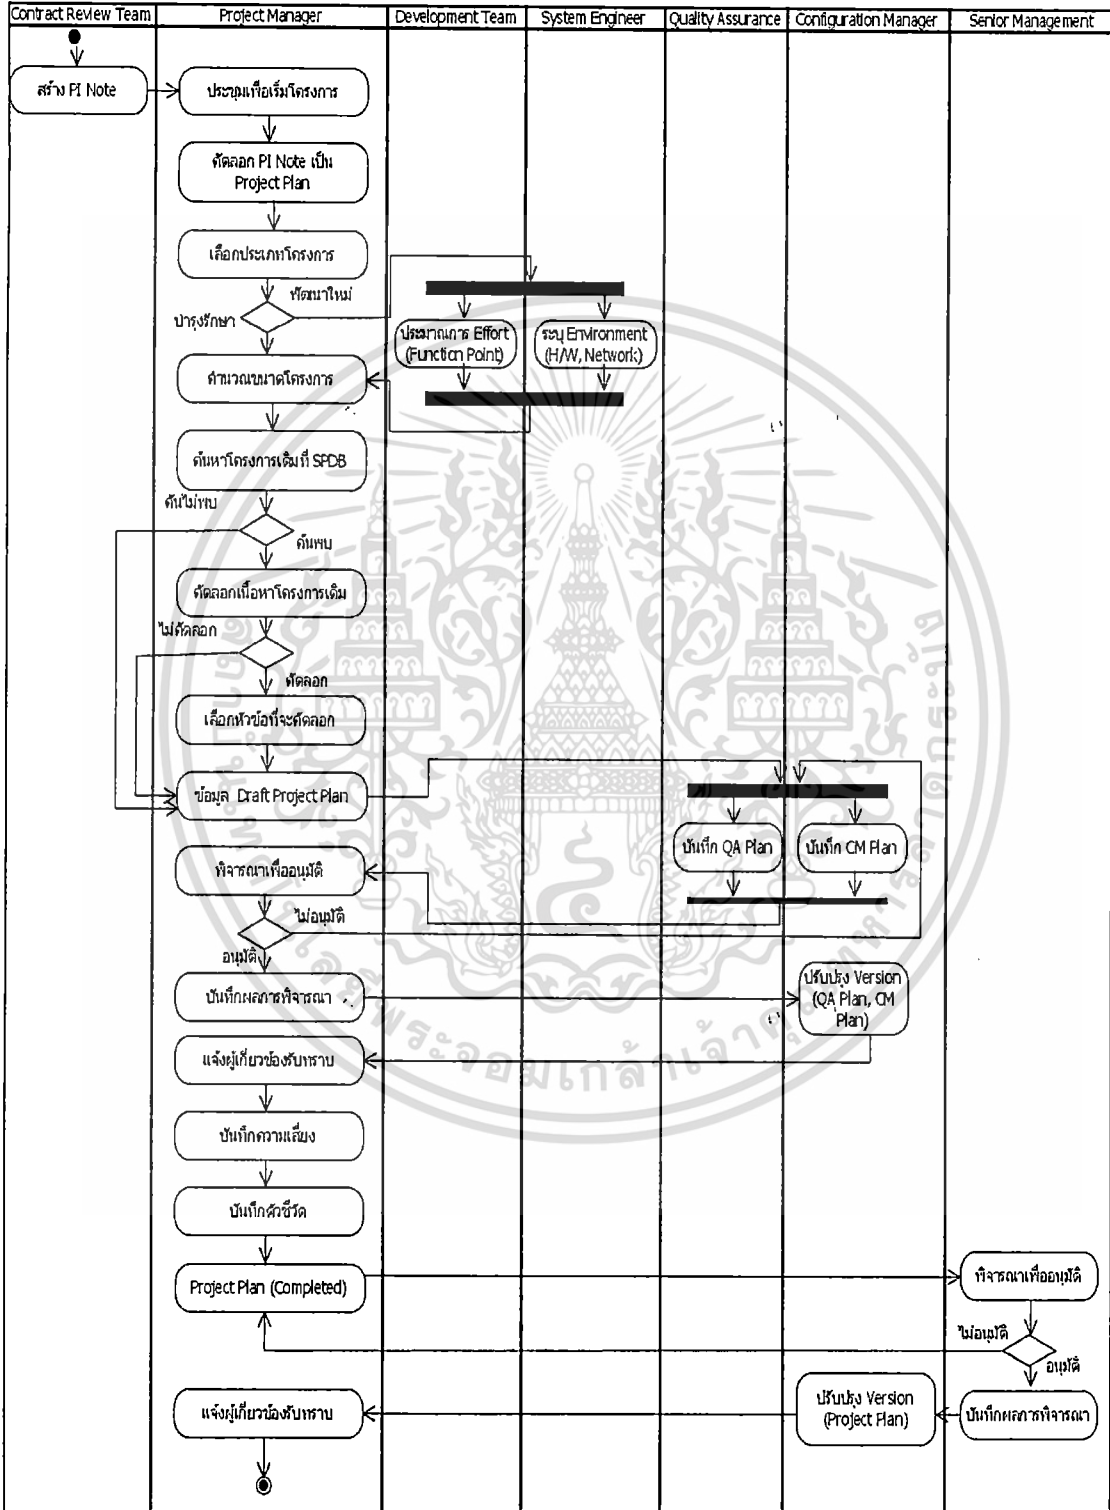 Contract Review Team
Project Manager
Development Team
System Engineer
Quality Assurance
Configuration Manager
Senior Management
สร้าง PI Note
ประชุมเพื่อเริ่มโครงการ
คัดลอก PI Note เป็น
Project Plan
เลือกประเภทโครงการ
พัฒนาใหม่
บำรุงรักษา
ประมาณการ Effort
(Function Point)
ระบุ Environment
(H/W, Network)
คำนวณขนาดโครงการ
ค้นหาโครงการเดิมที่ SPDB
ค้นไม่พบ
ค้นพบ
คัดลอกเนื้อหาโครงการเดิม
ไม่คัดลอก
คัดลอก
เลือกหัวข้อที่จะคัดลอก
ข้อมูล Draft Project Plan
บันทึก QA Plan
บันทึก CM Plan
พิจารณาเพื่ออนุมัติ
ไม่อนุมัติ
อนุมัติ
บันทึกผลการพิจารณา
ปรับปรุง Version
(QA Plan, CM
Plan)
แจ้งผู้เกี่ยวข้องรับทราบ
บันทึกความเสี่ยง
บันทึกตัวชี้วัด
Project Plan (Completed)
พิจารณาเพื่ออนุมัติ
ไม่อนุมัติ
อนุมัติ
แจ้งผู้เกี่ยวข้องรับทราบ
ปรับปรุง Version
(Project Plan)
บันทึกผลการพิจารณา